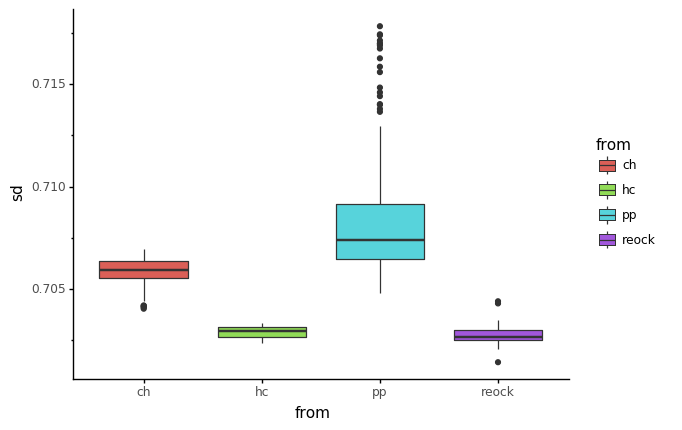 0.715
0.710
0.705
sd
ch
hc
pp
reock
from
from
ch
hc
pp
reock